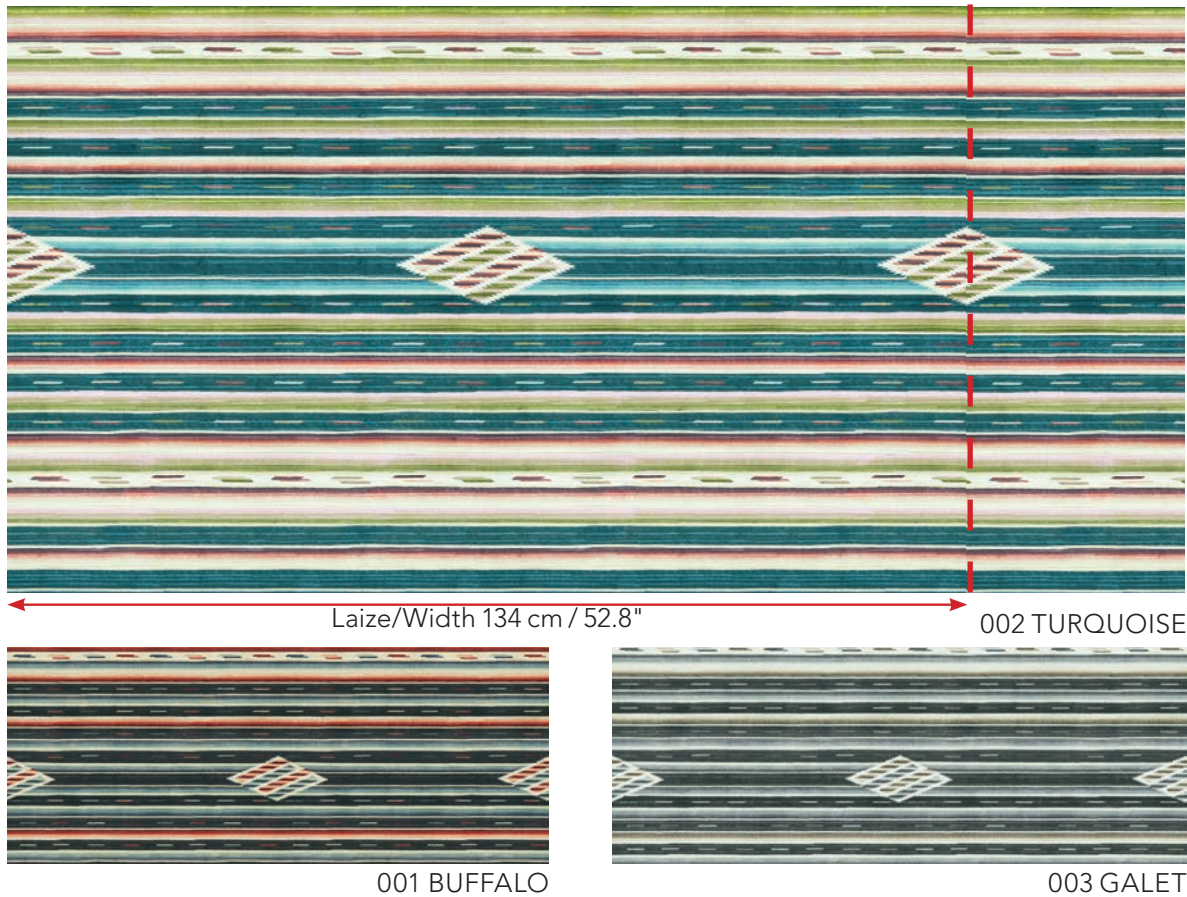 Laize/Width 134 cm / 52.8"
002 TURQUOISE
001 BUFFALO
003 GALET